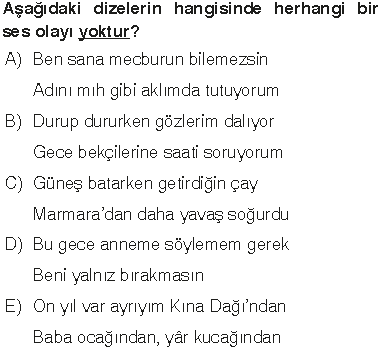 Aşağıdaki dizelerin hangisinde herhangi bir
ses olayı yoktur?
A) Ben sana mecburun bilemezsin
Adını mıh gibi aklımda tutuyorum
B) Durup dururken gözlerim dalıyor
Gece bekçilerine saati soruyorum
C) Güneş batarken getirdiğin çay
Marmara'dan daha yavaş soğurdu
D) Bu gece anneme söylemem gerek
Beni yalnız bırakmasın
E) On yıl var ayrıyım Kına Dağı'ndan
Baba ocağından, yâr kucağından